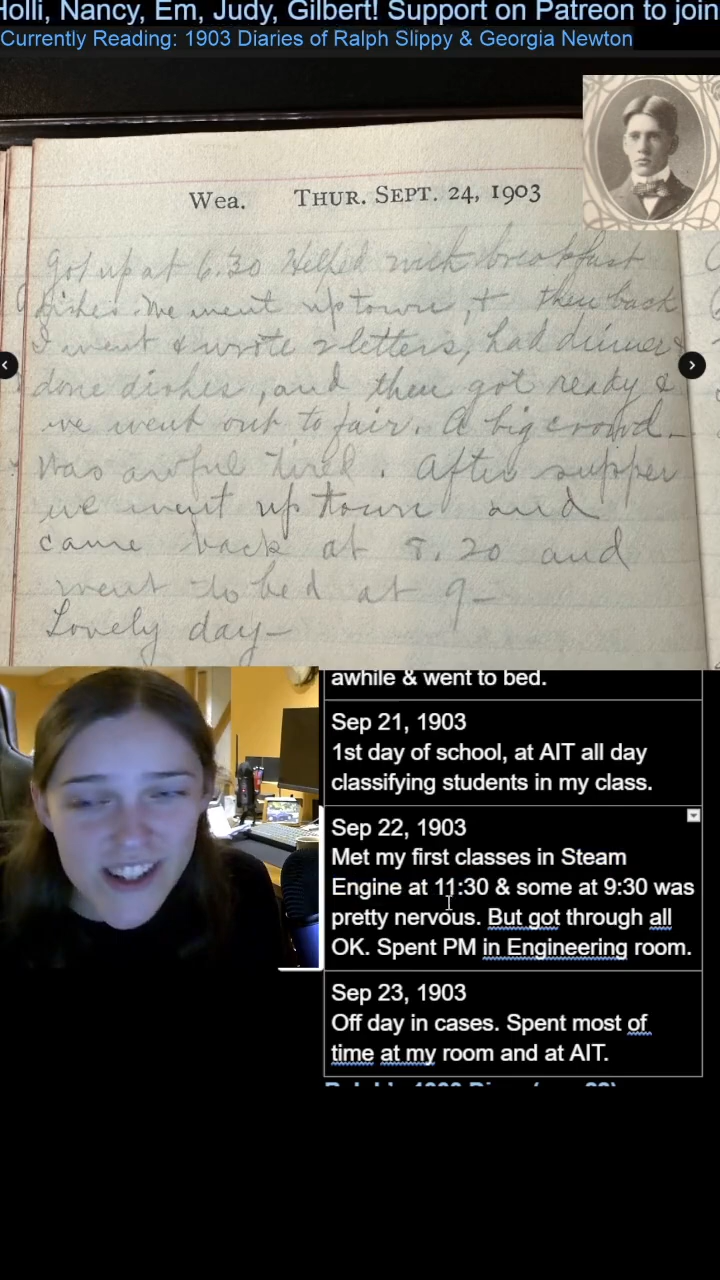 Holli, Nancy, Em, Judy, Gilbert! Support on Patreon to join
Currently Reading: 1903 Diaries of Ralph Slippy & Georgia Newton
Wea. THUR. SEPT. 24, 1903
Got up at 6.30 Helped with breakfast
dishes. We went up town, + then back
I went & wrote 2 letters, had dinner &
done dishes, and then got ready &
we went out to fair. A big crowd_
Was awful tired. After supper
we went up town and
came back at 8.20 and
went to bed at 9_
Lovely day_
awhile & went to bed.
Sep 21, 1903
1st day of school, at AIT all day
classifying students in my class.
Sep 22, 1903
Met my first classes in Steam
Engine at 11:30 & some at 9:30 was
pretty nervous. But got through all
OK. Spent PM in Engineering room.
Sep 23, 1903
Off day in cases. Spent most of
time at my room and at AIT.